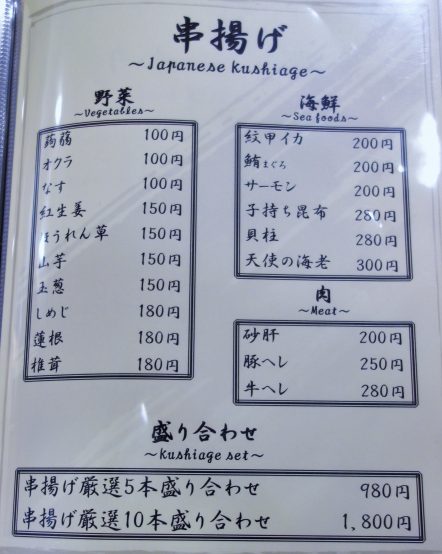 串揚げ
～Japanese kushiage～
野菜
～Vegetables～
蒟蒻 100円
オクラ 100円
なす 100円
紅生姜 150円
ほうれん草 150円
山芋 150円
玉葱 150円
しめじ 180円
蓮根 180円
椎茸 180円
海鮮
～Sea foods～
紋甲イカ 200円
鮪まぐろ 200円
サーモン 200円
子持ち昆布 280円
貝柱 280円
天使の海老 300円
肉
～Meat～
砂肝 200円
豚ヘレ 250円
牛ヘレ 280円
盛り合わせ
～kushiage set～
串揚げ厳選5本盛り合わせ 980円
串揚げ厳選10本盛り合わせ 1,800円